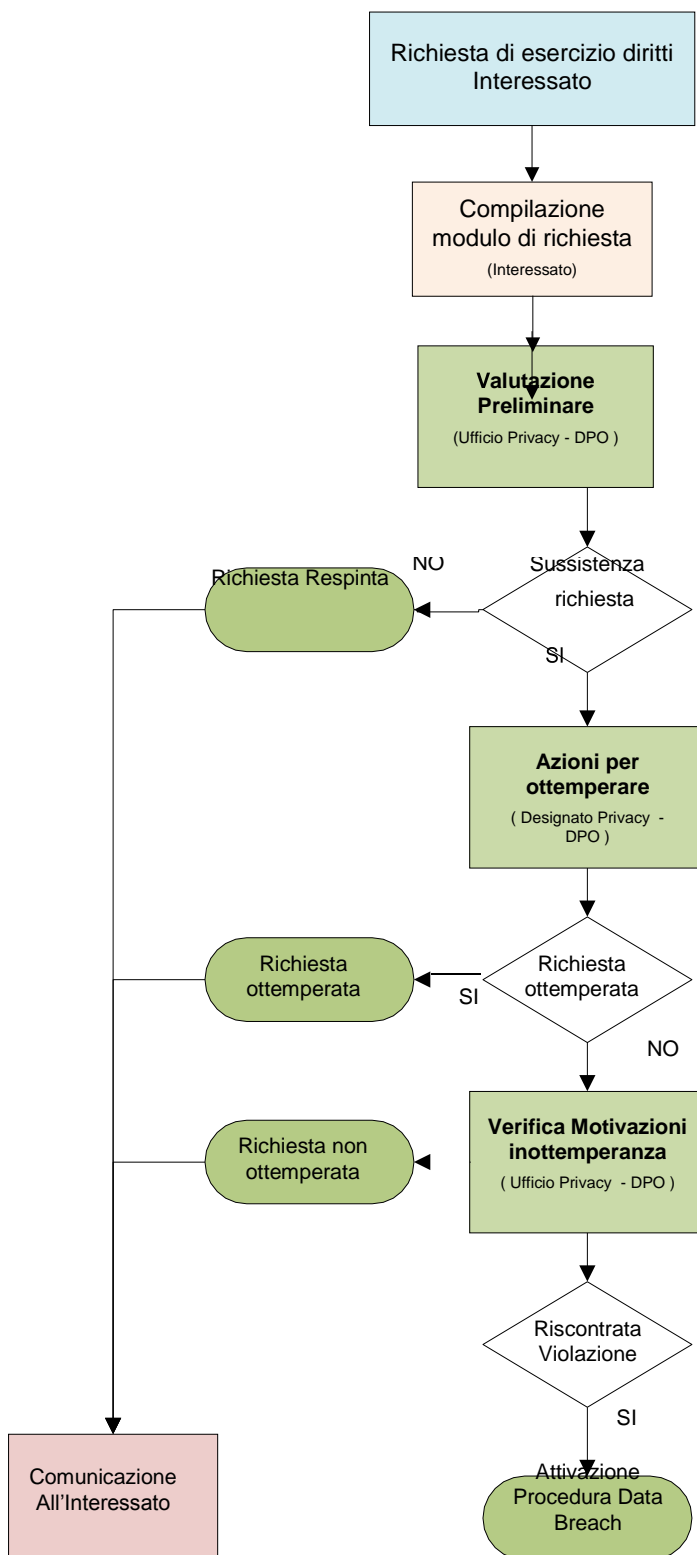 Richiesta di esercizio diritti
Interessato
Compilazione
modulo di richiesta
(Interessato)
Valutazione
Preliminare
(Ufficio Privacy - DPO )
NO
Sussistenza
richiesta
Richiesta Respinta
SI
Azioni per
ottemperare
( Designato Privacy -
DPO )
Richiesta
ottemperata
Richiesta
ottemperata
SI
NO
Verifica Motivazioni
inottemperanza
( Ufficio Privacy - DPO )
Richiesta non
ottemperata
Riscontrata
Violazione
SI
Comunicazione
All'Interessato
Attivazione
Procedura Data
Breach